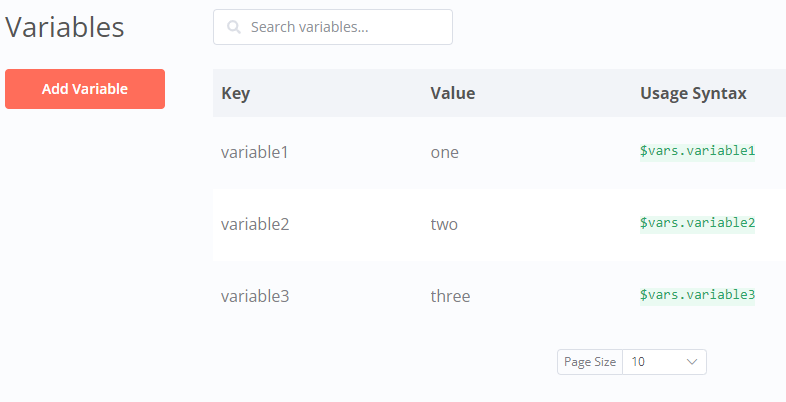 Variables
Search variables...
Add Variable
Key Value Usage Syntax
variable1 one $vars.variable1
variable2 two $vars.variable2
variable3 three $vars.variable3
Page Size 10